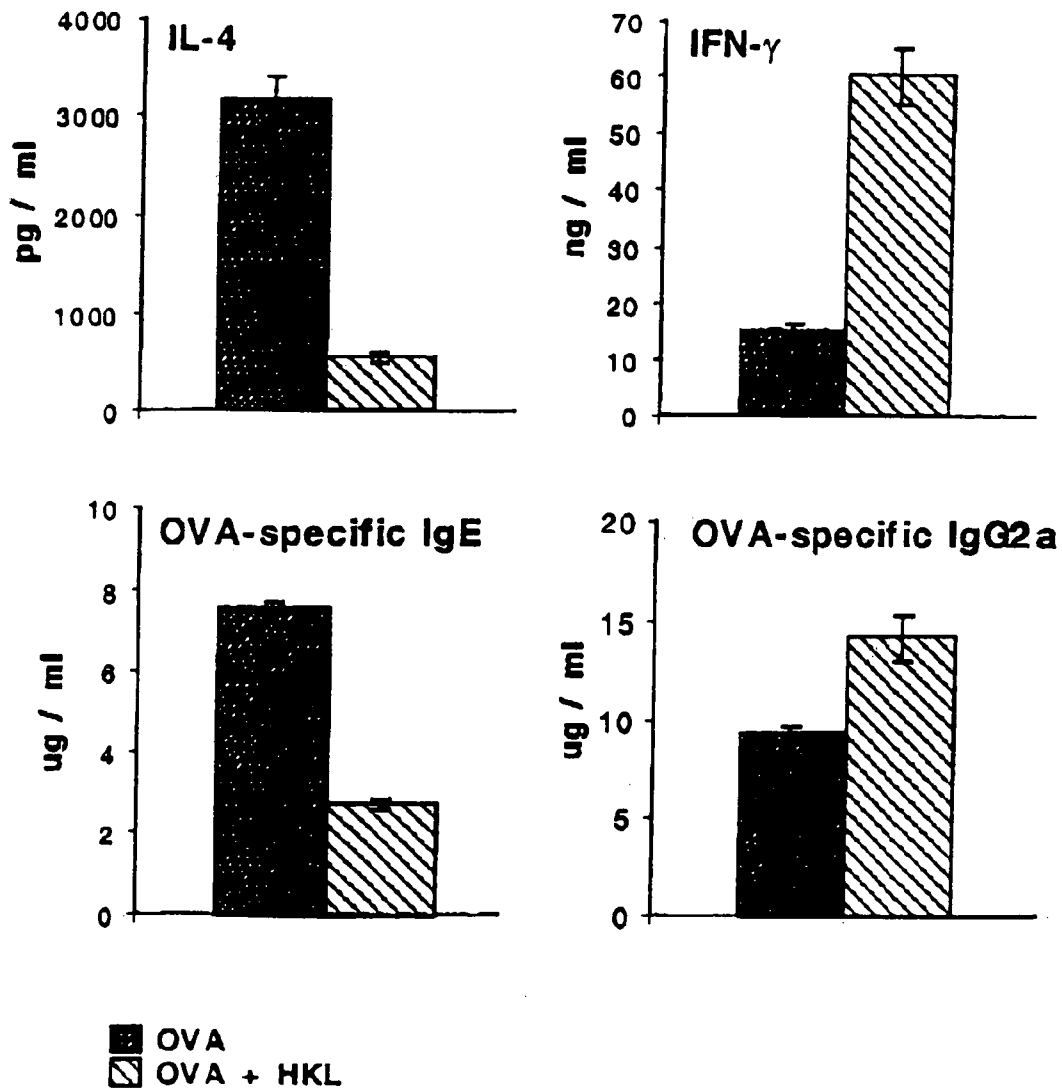 IL-4
pg / ml
4000
3000
2000
1000
0
IFN-γ
ng / ml
70
60
50
40
30
20
10
0
OVA-specific IgE
ug / ml
10
8
6
4
2
0
OVA-specific IgG2a
ug / ml
20
15
10
5
0
OVA
OVA + HKL